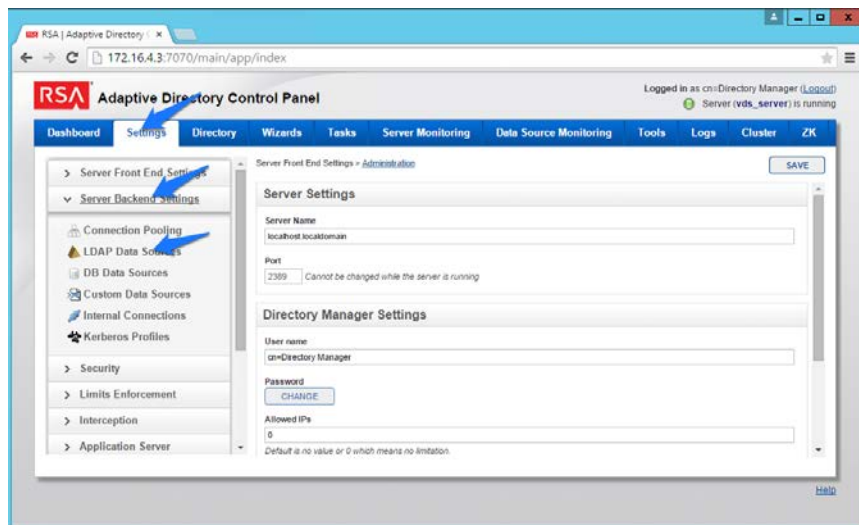 RSA | Adaptive Directory C
172.16.4.3:7070/main/app/index
RSA Adaptive Directory Control Panel
Logged in as cn=Directory Manager (Logout)
Server (vds_server) is running
Dashboard Settings Directory Wizards Tasks Server Monitoring Data Source Monitoring Tools Logs Cluster ZK
Server Front End Settings
Server Backend Settings
Connection Pooling
LDAP Data Sources
DB Data Sources
Custom Data Sources
Internal Connections
Kerberos Profiles
Security
Limits Enforcement
Interception
Application Server
Server Front End Settings > Administration
SAVE
Server Settings
Server Name
localhost.localdomain
Port
2389 Cannot be changed while the server is running
Directory Manager Settings
User name
cn=Directory Manager
Password
CHANGE
Allowed IPs
0
Default is no value or 0 which means no limitation.
Help